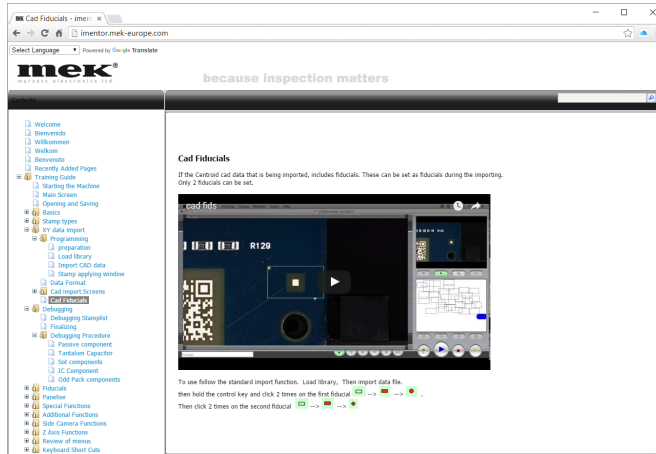 Cad Fiducials - iment
imentor.mek-europe.com
Select Language
Powered by Google Translate
mek®
marantz electronics ltd
because inspection matters
Contents
Welcome
Bienvenido
Willkommen
Welkom
Benvenuto
Recently Added Pages
Training Guide
Starting the Machine
Main Screen
Opening and Saving
Basics
Stamp types
XY data import
Programming
preparation
Load library
Import CAD data
Stamp applying window
Data Format
Cad import Screens
Cad Fiducials
Debugging
Debugging Stamplist
Finalizing
Debugging Procedure
Passive component
Tantalum Capacitor
Sot components
IC Component
Odd Pack components
Fiducials
Panelise
Special Functions
Additional Functions
Side Camera Functions
Z Axis Functions
Review of menus
Keyboard Short Cuts
Cad Fiducials
If the Centroid cad data that is being imported, includes fiducials. These can be set as fiducials during the importing.
Only 2 fiducials can be set.
cad fids
R129
To use follow the standard import function. Load library, Then import data file.
then hold the control key and click 2 times on the first fiducial --> --> .
Then click 2 times on the second fiducial --> -->